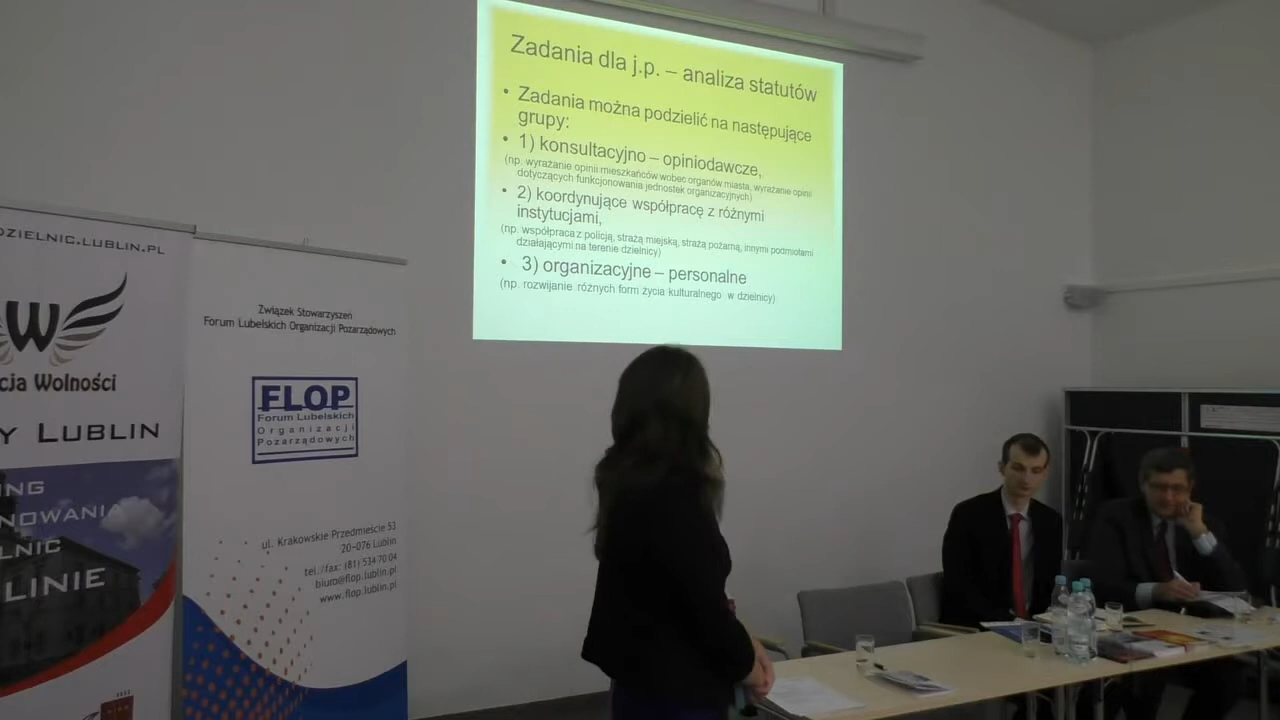 Zadania dla j.p. – analiza statutów
• Zadania można podzielić na następujące
grupy:
• 1) konsultacyjno – opiniodawcze,
(np. wyrażanie opinii mieszkańców wobec organów miasta, wyrażanie opinii
dotyczących funkcjonowania jednostek organizacyjnych)
• 2) koordynujące współpracę z różnymi
instytucjami,
(np. współpraca z policją, strażą miejską, strażą pożarną, innymi podmiotami
działającymi na terenie dzielnicy)
• 3) organizacyjne – personalne
(np. rozwijanie różnych form życia kulturalnego w dzielnicy)
DZIELNIC.LUBLIN.PL
W
cja Wolności
Y LUBLIN
ING
NOWANIA
LNIC
LINIE
Związek Stowarzyszeń
Forum Lubelskich Organizacji Pozarządowych
FLOP
Forum Lubelskich
Organizacji
Pozarządowych
ul. Krakowskie Przedmieście 53
20-076 Lublin
tel./fax: (81) 534 70 04
biuro@flop.lublin.pl
www.flop.lublin.pl